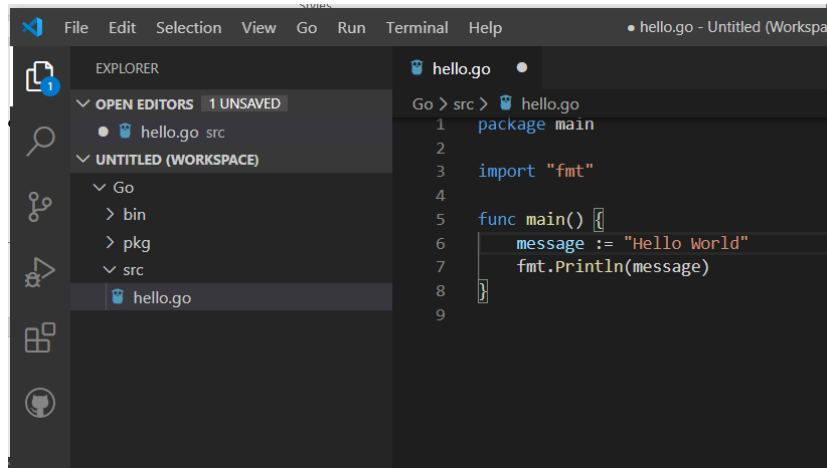 File Edit Selection View Go Run Terminal Help ● hello.go - Untitled (Workspa
EXPLORER
OPEN EDITORS 1 UNSAVED
● hello.go src
UNTITLED (WORKSPACE)
Go
bin
pkg
src
hello.go
1
hello.go ●
Go > src > hello.go
1 package main
2
3 import "fmt"
4
5 func main() {
6 message := "Hello World"
7 fmt.Println(message)
8 }
9